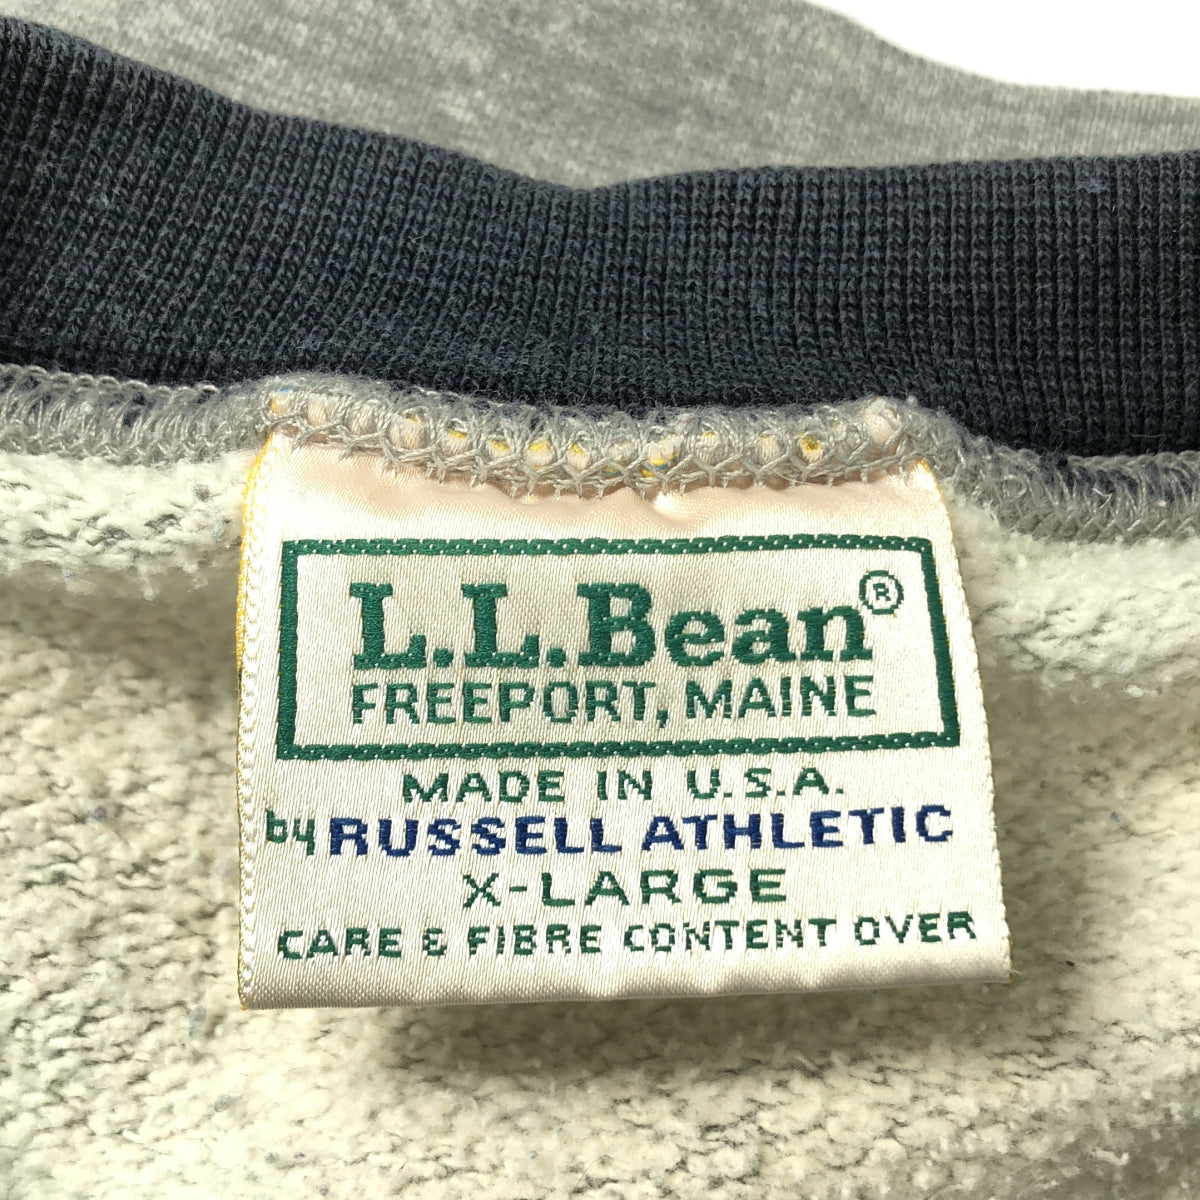 L.L.Bean®
FREEPORT, MAINE
MADE IN U.S.A.
by RUSSELL ATHLETIC
X-LARGE
CARE & FIBRE CONTENT OVER